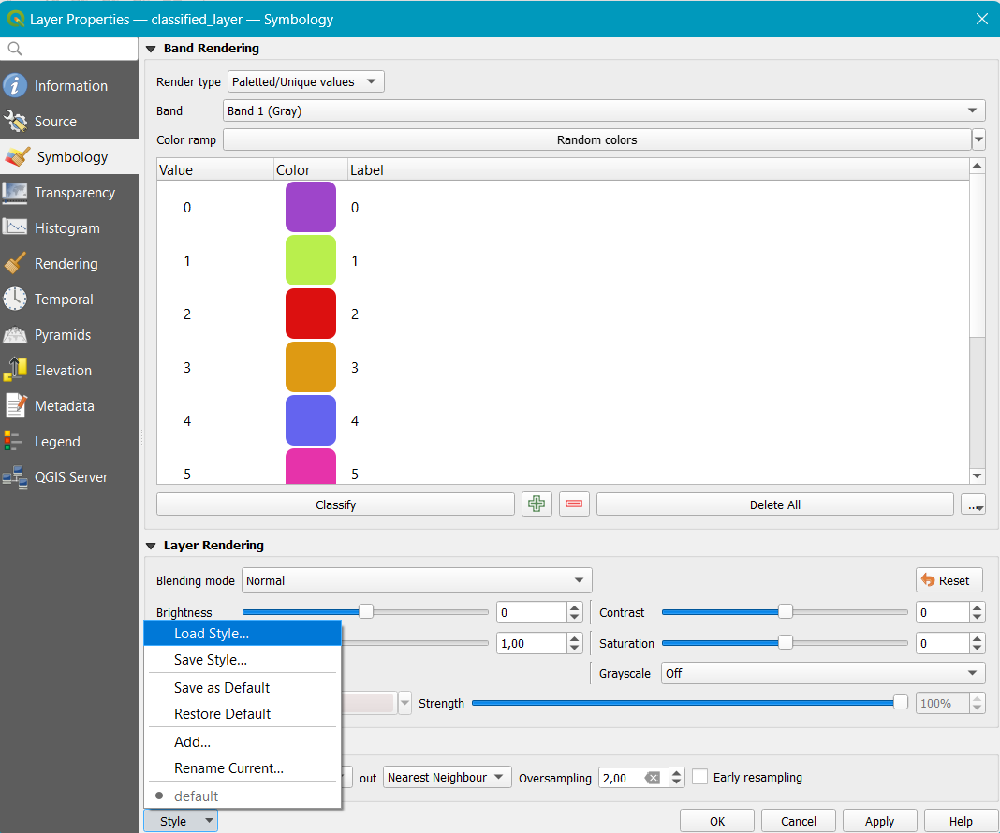 Layer Properties — classified_layer — Symbology
Information
Source
Symbology
Transparency
Histogram
Rendering
Temporal
Pyramids
Elevation
Metadata
Legend
QGIS Server
Band Rendering
Render type Paletted/Unique values
Band Band 1 (Gray)
Color ramp Random colors
Value Color Label
0 0
1 1
2 2
3 3
4 4
5 5
Classify Delete All ...
Layer Rendering
Blending mode Normal Reset
Brightness 0 Contrast 0
1,00 Saturation 0
Grayscale Off
Strength 100%
out Nearest Neighbour Oversampling 2,00 Early resampling
Load Style...
Save Style...
Save as Default
Restore Default
Add...
Rename Current...
default
Style OK Cancel Apply Help